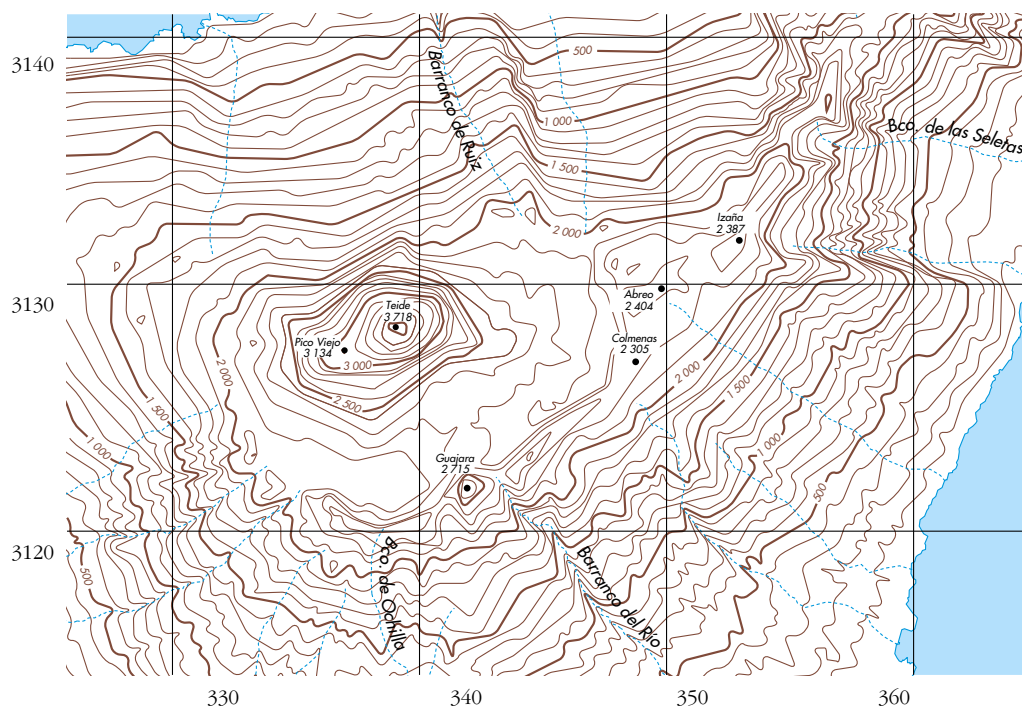 3140
500
Barranco de Ruiz
1 000
1 500
Bco. de las Seletas
2 000
Izaña
2 387
3130
Abreo
2 404
Teide
3 718
Pico Viejo
3 134
3 000
2 500
Colmenas
2 305
2 000
2 000
1 500
1 500
1 000
1 000
Guajara
2 715
500
3120
500
Bco. de Ochilla
Barranco del Río
330
340
350
360